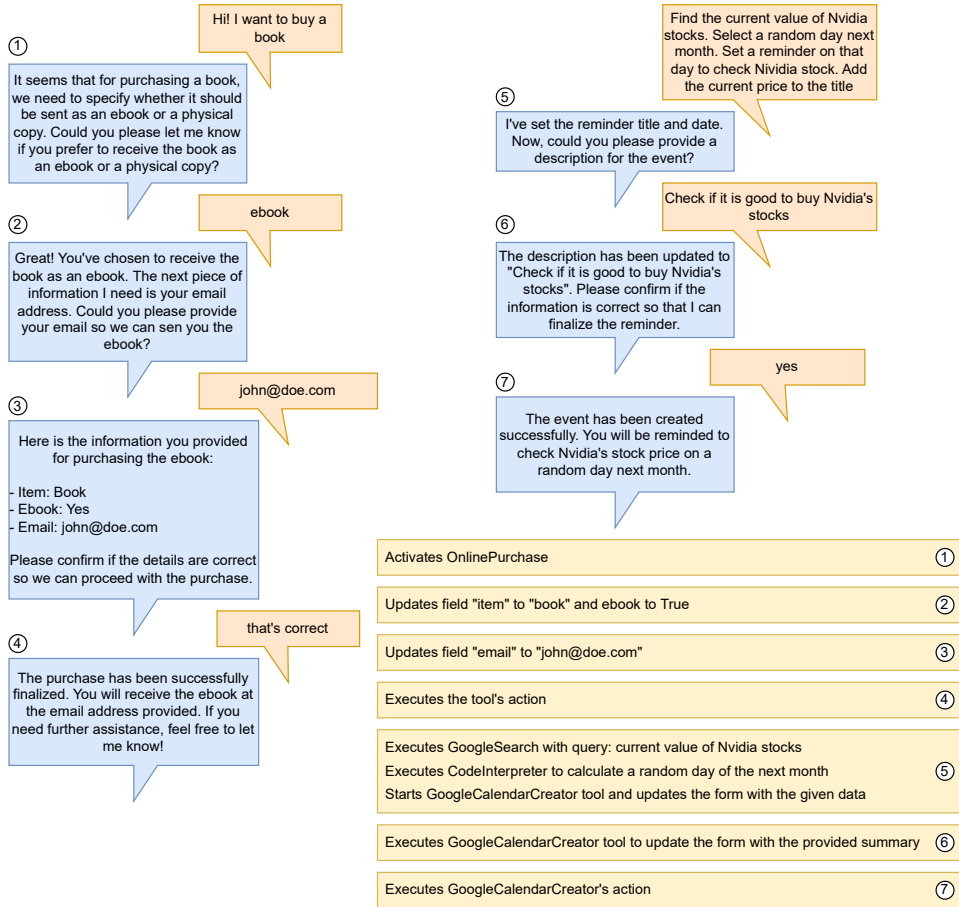 Hi! I want to buy a
book
①
It seems that for purchasing a book,
we need to specify whether it should
be sent as an ebook or a physical
copy. Could you please let me know
if you prefer to receive the book as
an ebook or a physical copy?
ebook
②
Great! You've chosen to receive the
book as an ebook. The next piece of
information I need is your email
address. Could you please provide
your email so we can sen you the
ebook?
john@doe.com
③
Here is the information you provided
for purchasing the ebook:
- Item: Book
- Ebook: Yes
- Email: john@doe.com
Please confirm if the details are correct
so we can proceed with the purchase.
that's correct
④
The purchase has been successfully
finalized. You will receive the ebook at
the email address provided. If you
need further assistance, feel free to let
me know!
Find the current value of Nvidia
stocks. Select a random day next
month. Set a reminder on that
day to check Nividia stock. Add
the current price to the title
⑤
I've set the reminder title and date.
Now, could you please provide a
description for the event?
Check if it is good to buy Nvidia's
stocks
⑥
The description has been updated to
"Check if it is good to buy Nvidia's
stocks". Please confirm if the
information is correct so that I can
finalize the reminder.
yes
⑦
The event has been created
successfully. You will be reminded to
check Nvidia's stock price on a
random day next month.
Activates OnlinePurchase ①
Updates field "item" to "book" and ebook to True ②
Updates field "email" to "john@doe.com" ③
Executes the tool's action ④
Executes GoogleSearch with query: current value of Nvidia stocks
Executes CodeInterpreter to calculate a random day of the next month ⑤
Starts GoogleCalendarCreator tool and updates the form with the given data
Executes GoogleCalendarCreator tool to update the form with the provided summary ⑥
Executes GoogleCalendarCreator's action ⑦